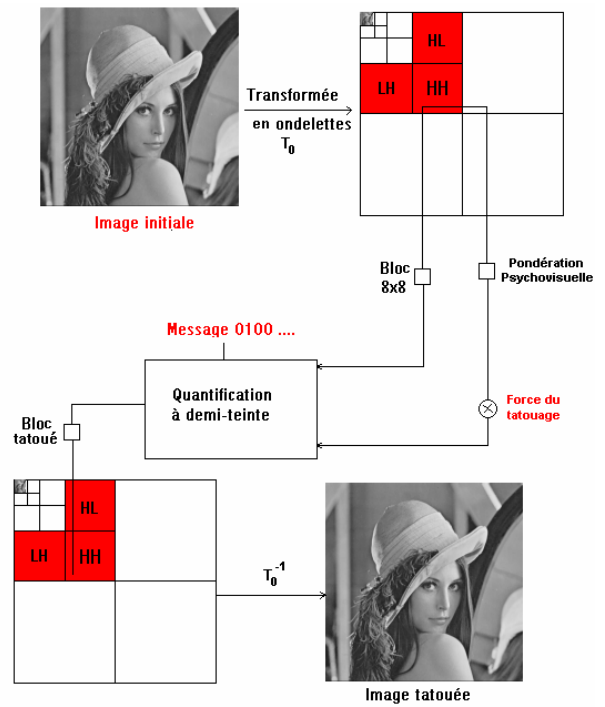 HL
LH HH
Transformée
en ondelettes
T0
Image initiale
Bloc
8x8
Pondération
Psychovisuelle
Message 0100 ....
Quantification
à demi-teinte
Force du
tatouage
Bloc
tatoué
HL
LH HH
T0-1
Image tatouée